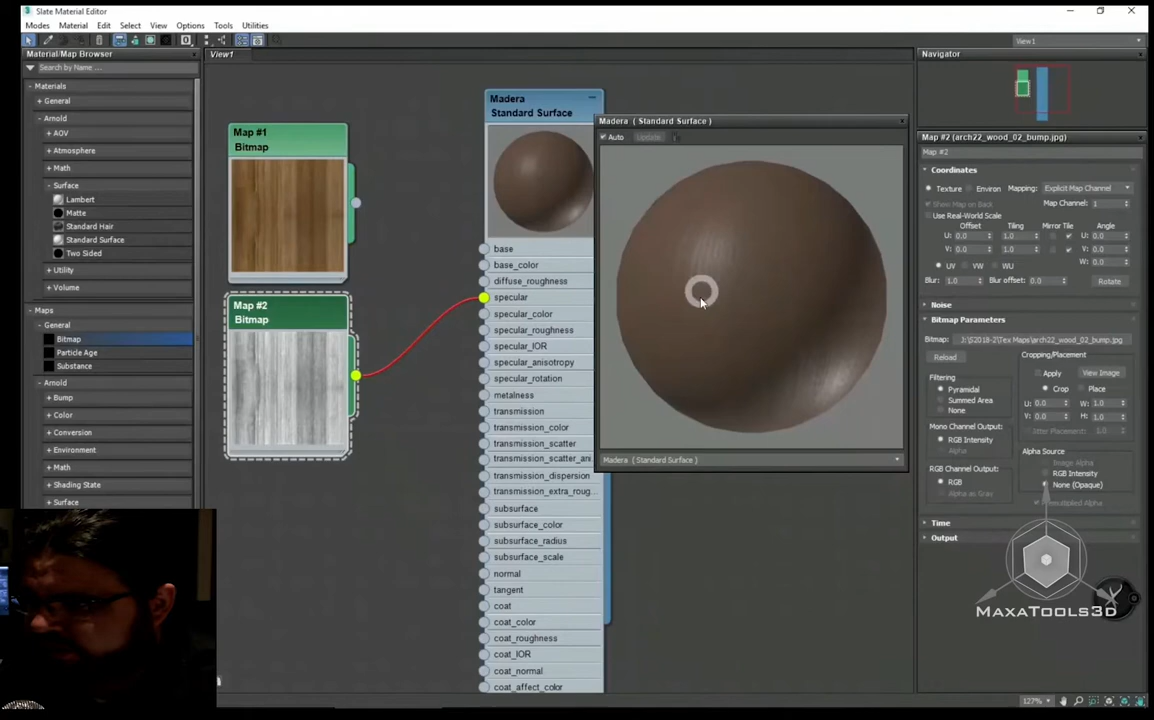 Slate Material Editor
Modes Material Edit Select View Options Tools Utilities
View1
Material/Map Browser
Search by Name ...
- Materials
+ General
- Arnold
+ AOV
+ Atmosphere
+ Math
- Surface
Lambert
Matte
Standard Hair
Standard Surface
Two Sided
+ Utility
+ Volume
- Maps
- General
Bitmap
Particle Age
Substance
- Arnold
+ Bump
+ Color
+ Conversion
+ Environment
+ Math
+ Shading State
+ Surface
View1
Map #1
Bitmap
Map #2
Bitmap
Madera
Standard Surface
base
base_color
diffuse_roughness
specular
specular_color
specular_roughness
specular_IOR
specular_anisotropy
specular_rotation
metalness
transmission
transmission_color
transmission_scatter
transmission_scatter_ani...
transmission_dispersion
transmission_extra_roug...
subsurface
subsurface_color
subsurface_radius
subsurface_scale
normal
tangent
coat
coat_color
coat_roughness
coat_IOR
coat_normal
coat_affect_color
Madera ( Standard Surface )
Auto Update
Madera ( Standard Surface )
Navigator
Map #2 (arch22_wood_02_bump.jpg)
Map #2
- Coordinates
Texture Environ Mapping: Explicit Map Channel
Show Map on Back Map Channel: 1
Use Real-World Scale
Offset Tiling Mirror Tile Angle
U: 0.0 1.0 U: 0.0
V: 0.0 1.0 V: 0.0
UV VW WU W: 0.0
Blur: 1.0 Blur offset: 0.0 Rotate
+ Noise
- Bitmap Parameters
Bitmap: J:\S2018-2\Tex Maps\arch22_wood_02_bump.jpg
Reload
Cropping/Placement
Apply View Image
Crop Place
U: 0.0 W: 1.0
V: 0.0 H: 1.0
Jitter Placement: 1.0
Filtering
Pyramidal
Summed Area
None
Mono Channel Output:
RGB Intensity
Alpha
RGB Channel Output:
RGB
Alpha as Gray
Alpha Source
Image Alpha
RGB Intensity
None (Opaque)
+ Time
+ Output
MAXATOOLS3D
127%